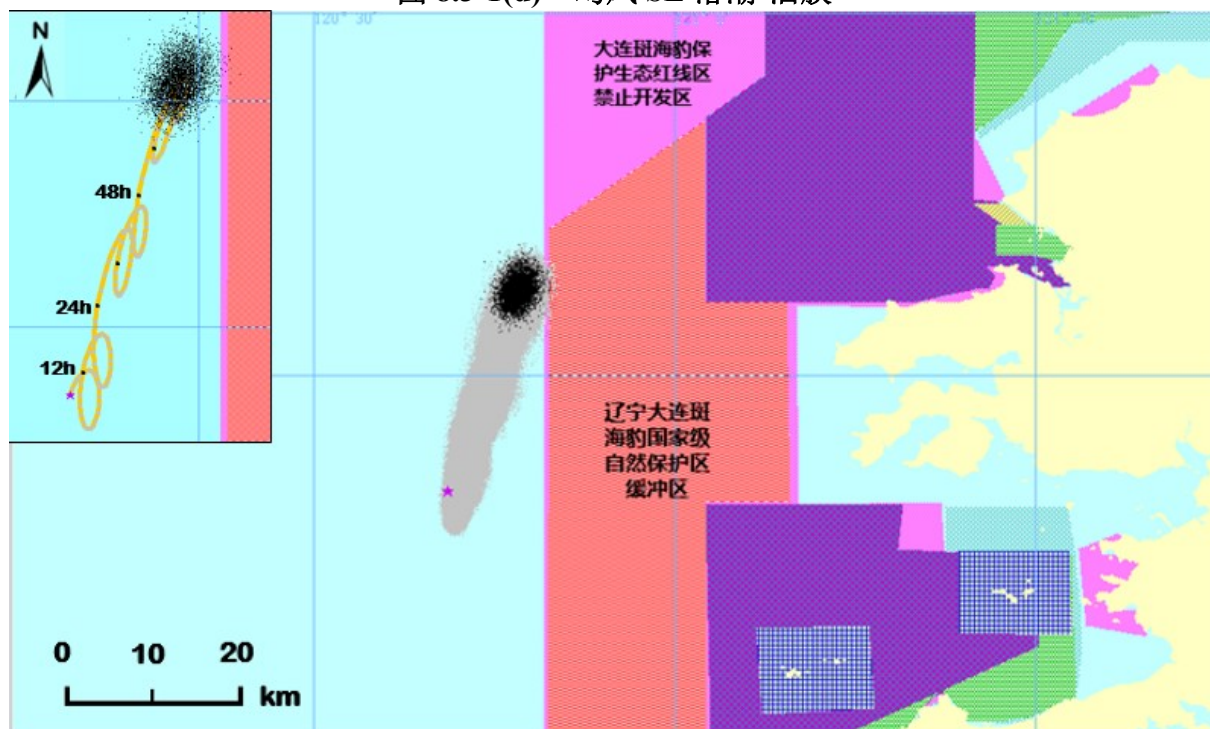 120° 30'
N
48h
24h
12h
大连斑海豹保
护生态红线区
禁止开发区
辽宁大连斑
海豹国家级
自然保护区
缓冲区
0 10 20
km